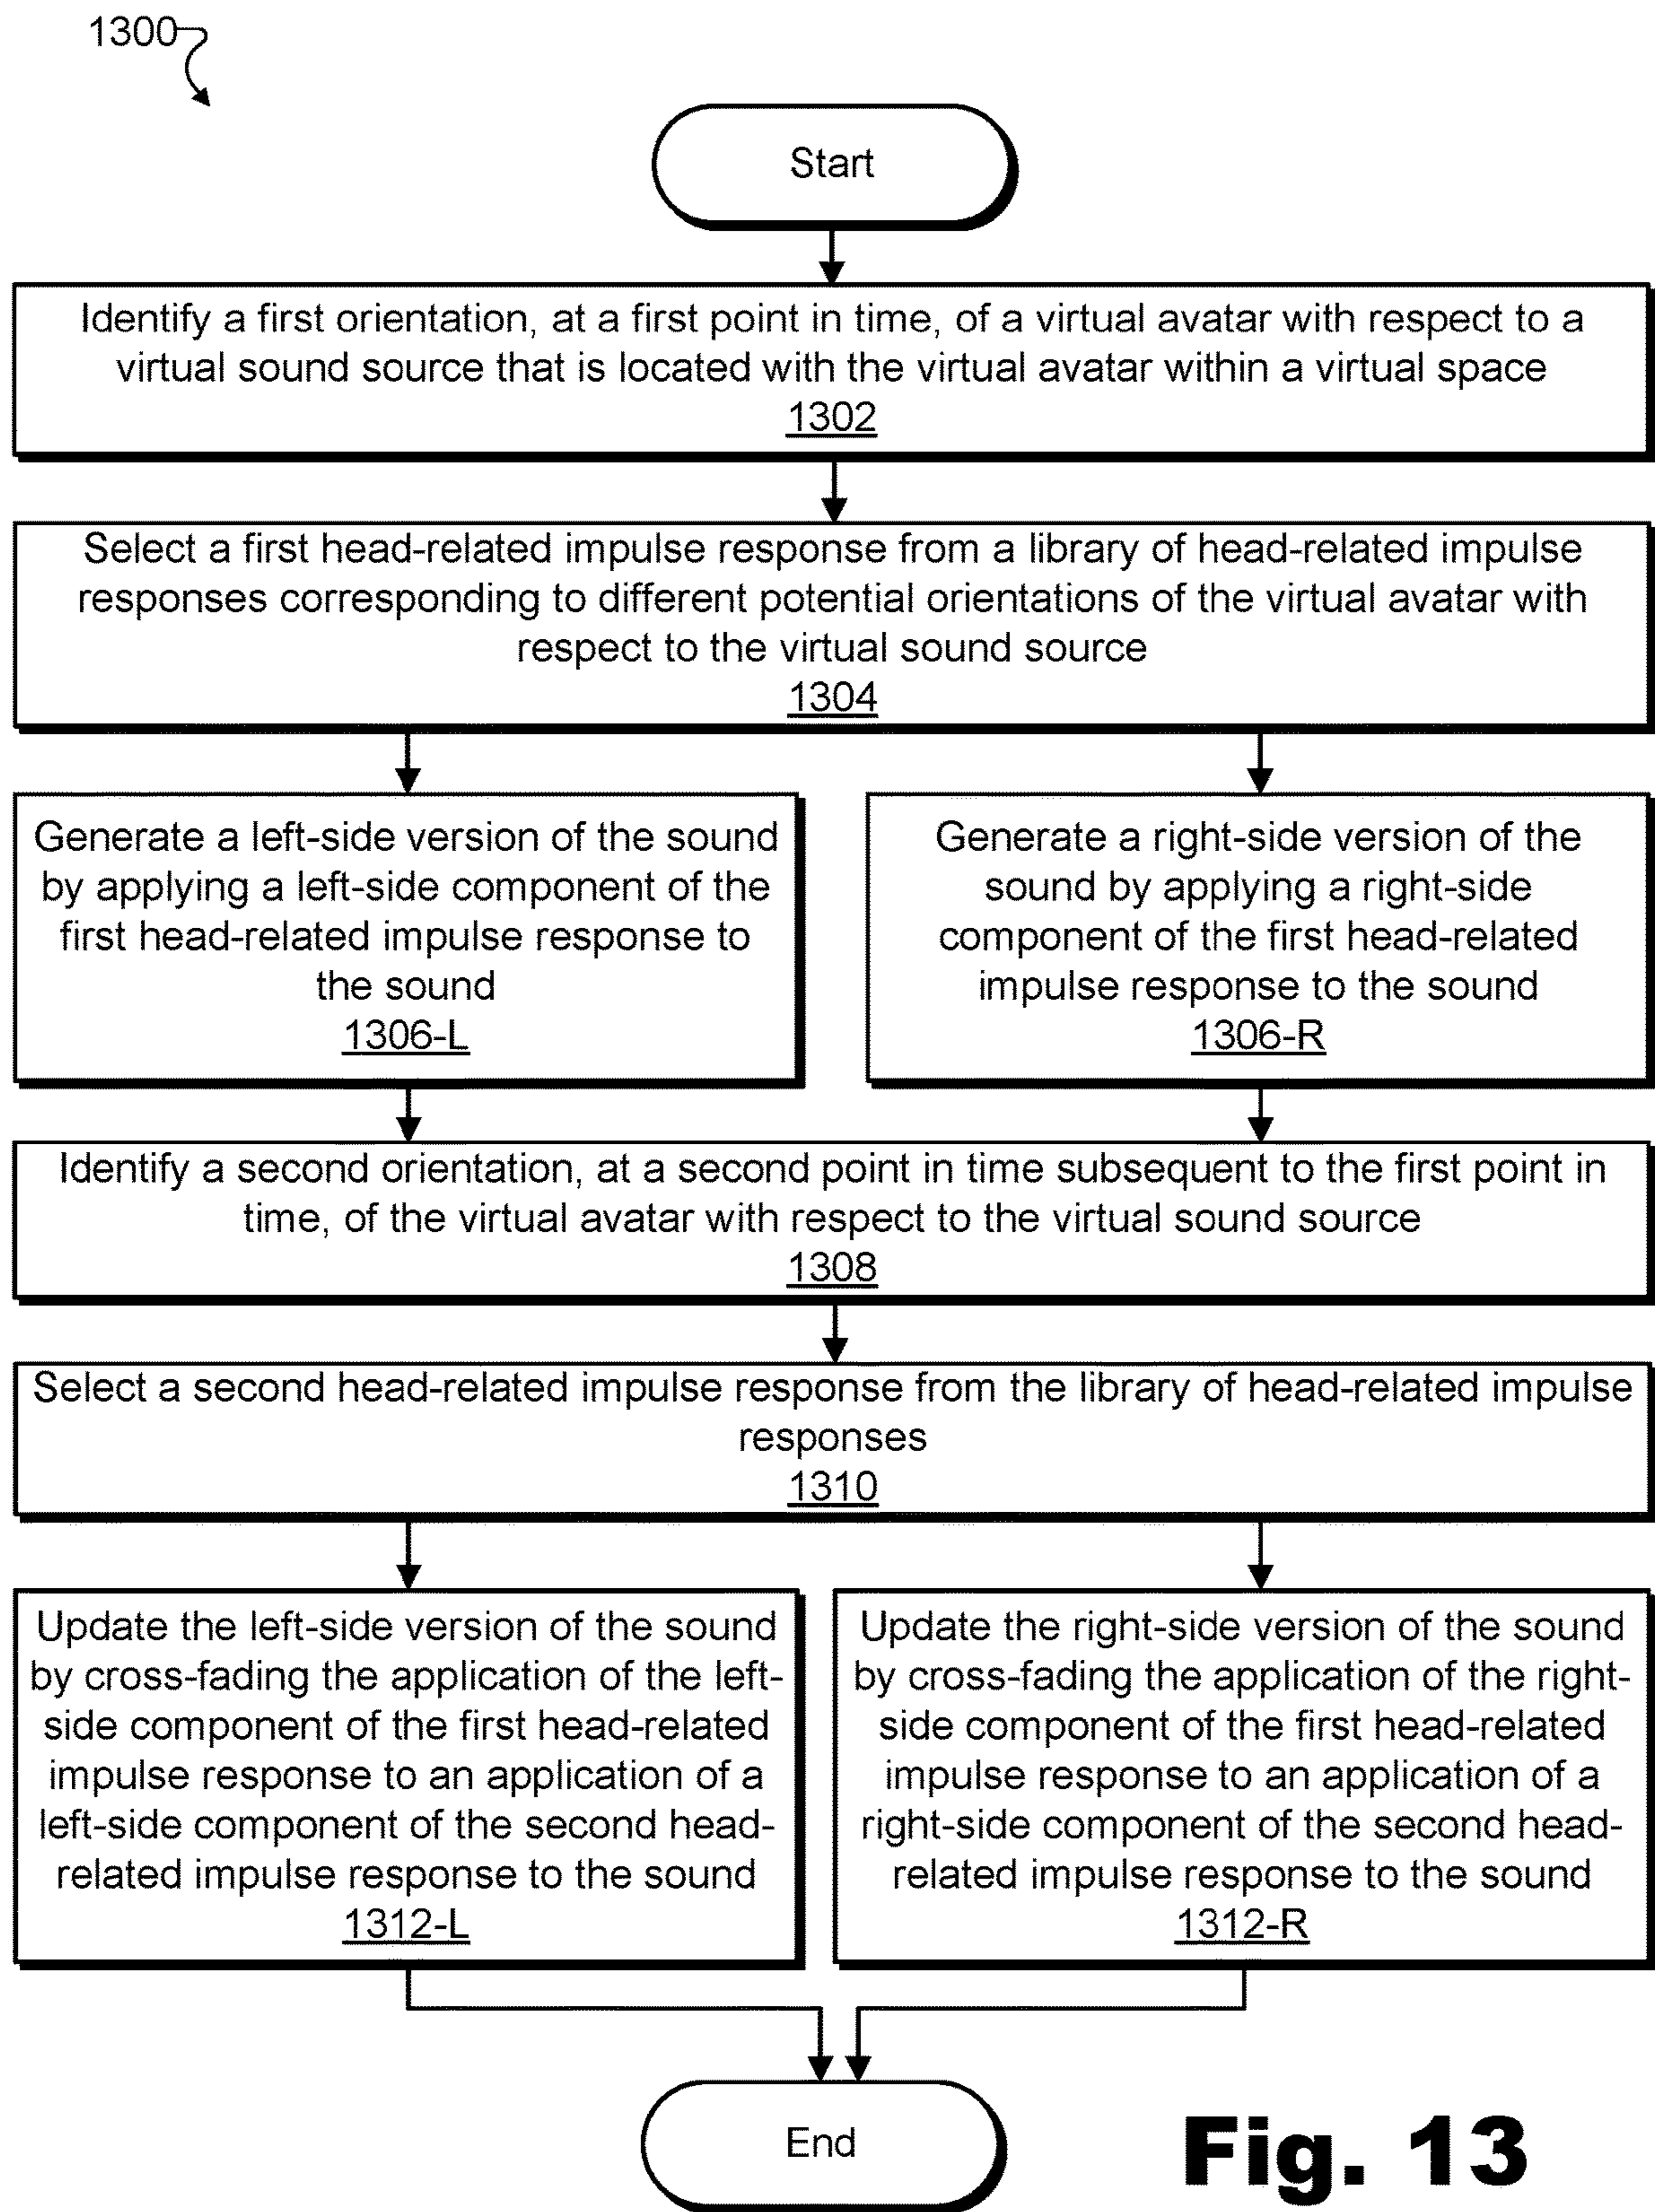 1300
Start
Identify a first orientation, at a first point in time, of a virtual avatar with respect to a
virtual sound source that is located with the virtual avatar within a virtual space
1302
Select a first head-related impulse response from a library of head-related impulse
responses corresponding to different potential orientations of the virtual avatar with
respect to the virtual sound source
1304
Generate a left-side version of the sound
by applying a left-side component of the
first head-related impulse response to
the sound
1306-L
Generate a right-side version of the
sound by applying a right-side
component of the first head-related
impulse response to the sound
1306-R
Identify a second orientation, at a second point in time subsequent to the first point in
time, of the virtual avatar with respect to the virtual sound source
1308
Select a second head-related impulse response from the library of head-related impulse
responses
1310
Update the left-side version of the sound
by cross-fading the application of the left-
side component of the first head-related
impulse response to an application of a
left-side component of the second head-
related impulse response to the sound
1312-L
Update the right-side version of the sound
by cross-fading the application of the right-
side component of the first head-related
impulse response to an application of a
right-side component of the second head-
related impulse response to the sound
1312-R
End
Fig. 13